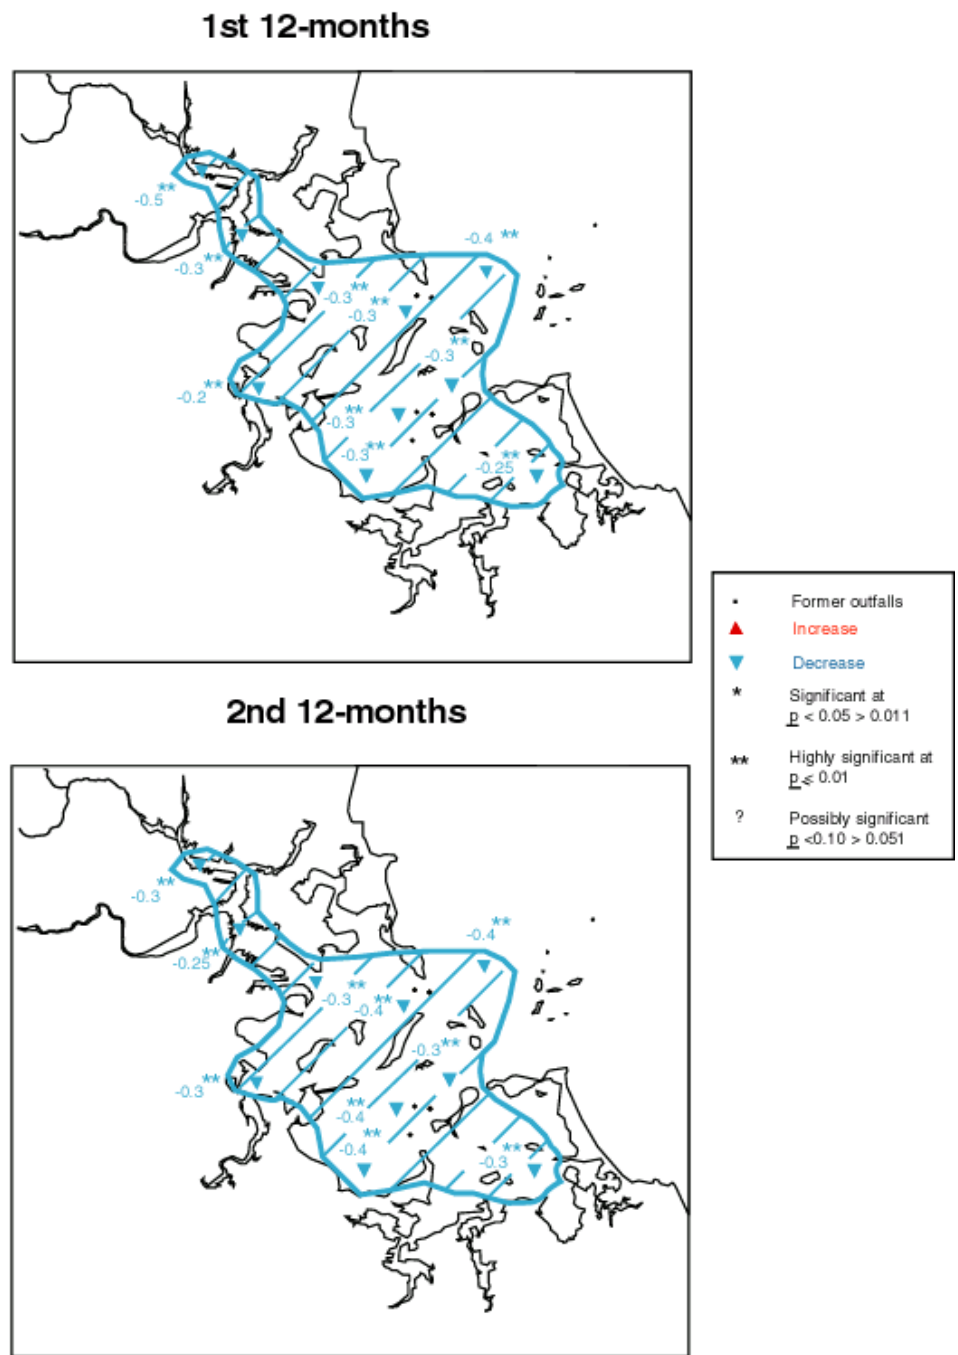 1st 12-months
-0.5 **
-0.4 **
-0.3 **
-0.3 **
-0.3 **
-0.3 **
-0.2 **
-0.3 **
-0.3 **
-0.25 **
Former outfalls
Increase
Decrease
* Significant at
p < 0.05 > 0.011
** Highly significant at
p ≤ 0.01
? Possibly significant
p <0.10 > 0.051
2nd 12-months
-0.3 **
-0.4 **
-0.25 **
-0.3 **
-0.4 **
-0.3 **
-0.3 **
-0.4 **
-0.4 **
-0.3 **